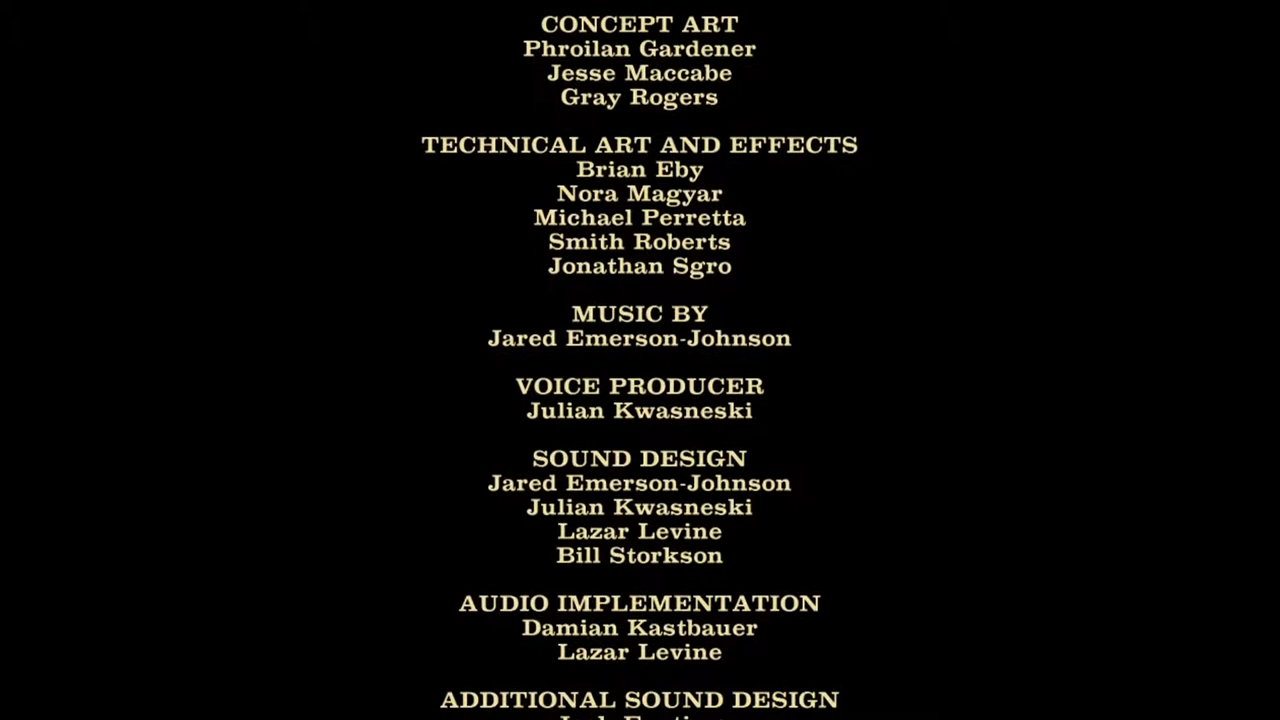 CONCEPT ART
Phroilan Gardener
Jesse Maccabe
Gray Rogers
TECHNICAL ART AND EFFECTS
Brian Eby
Nora Magyar
Michael Perretta
Smith Roberts
Jonathan Sgro
MUSIC BY
Jared Emerson-Johnson
VOICE PRODUCER
Julian Kwasneski
SOUND DESIGN
Jared Emerson-Johnson
Julian Kwasneski
Lazar Levine
Bill Storkson
AUDIO IMPLEMENTATION
Damian Kastbauer
Lazar Levine
ADDITIONAL SOUND DESIGN